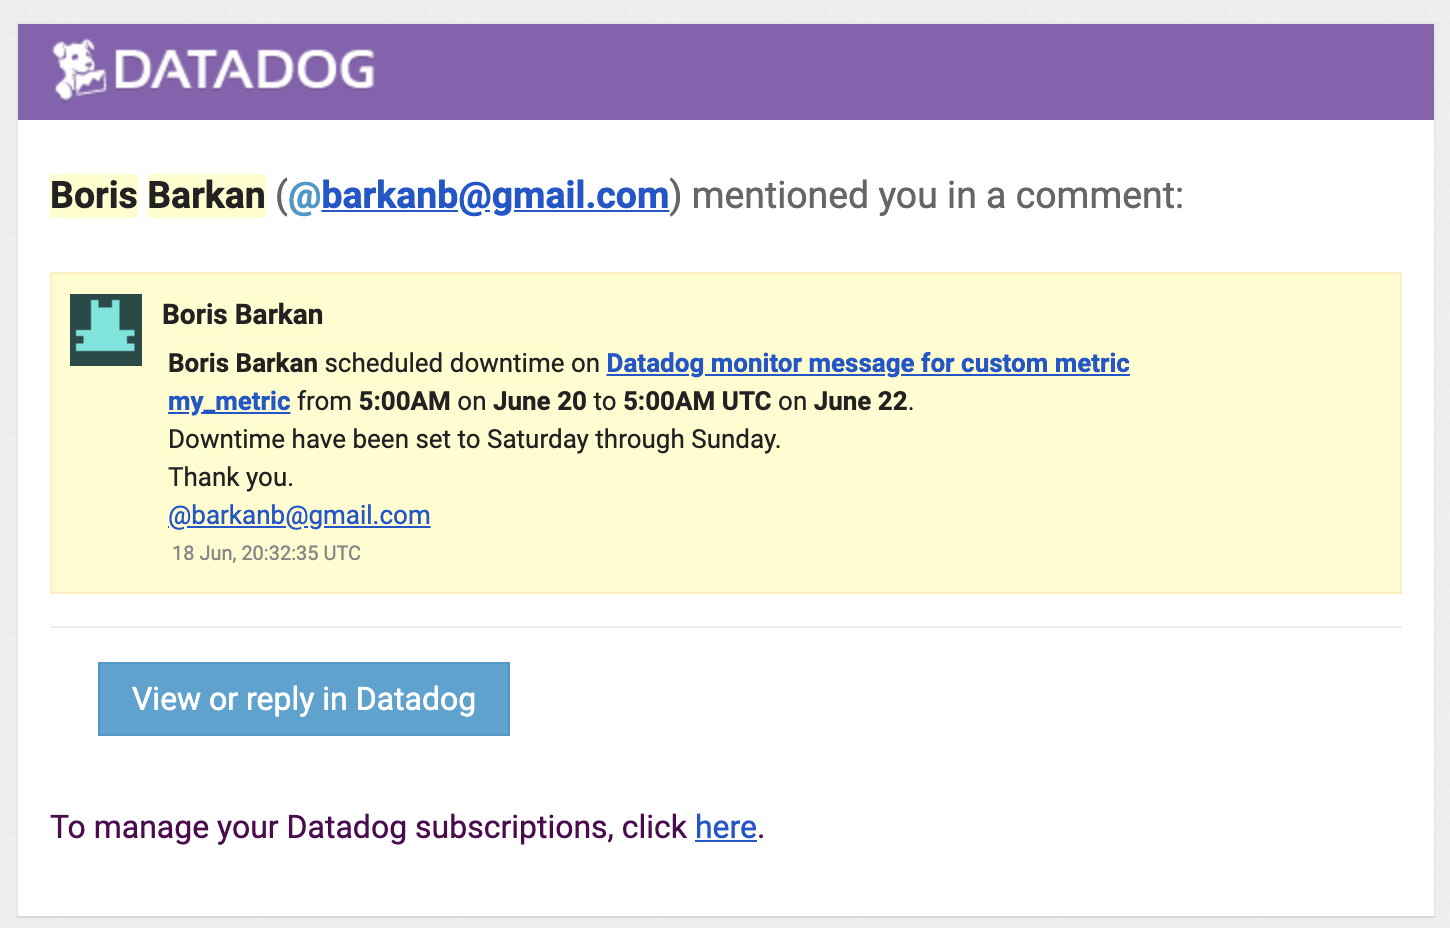 DATADOG
Boris Barkan (@barkanb@gmail.com) mentioned you in a comment:
Boris Barkan
Boris Barkan scheduled downtime on Datadog monitor message for custom metric
my_metric from 5:00AM on June 20 to 5:00AM UTC on June 22.
Downtime have been set to Saturday through Sunday.
Thank you.
@barkanb@gmail.com
18 Jun, 20:32:35 UTC
View or reply in Datadog
To manage your Datadog subscriptions, click here.